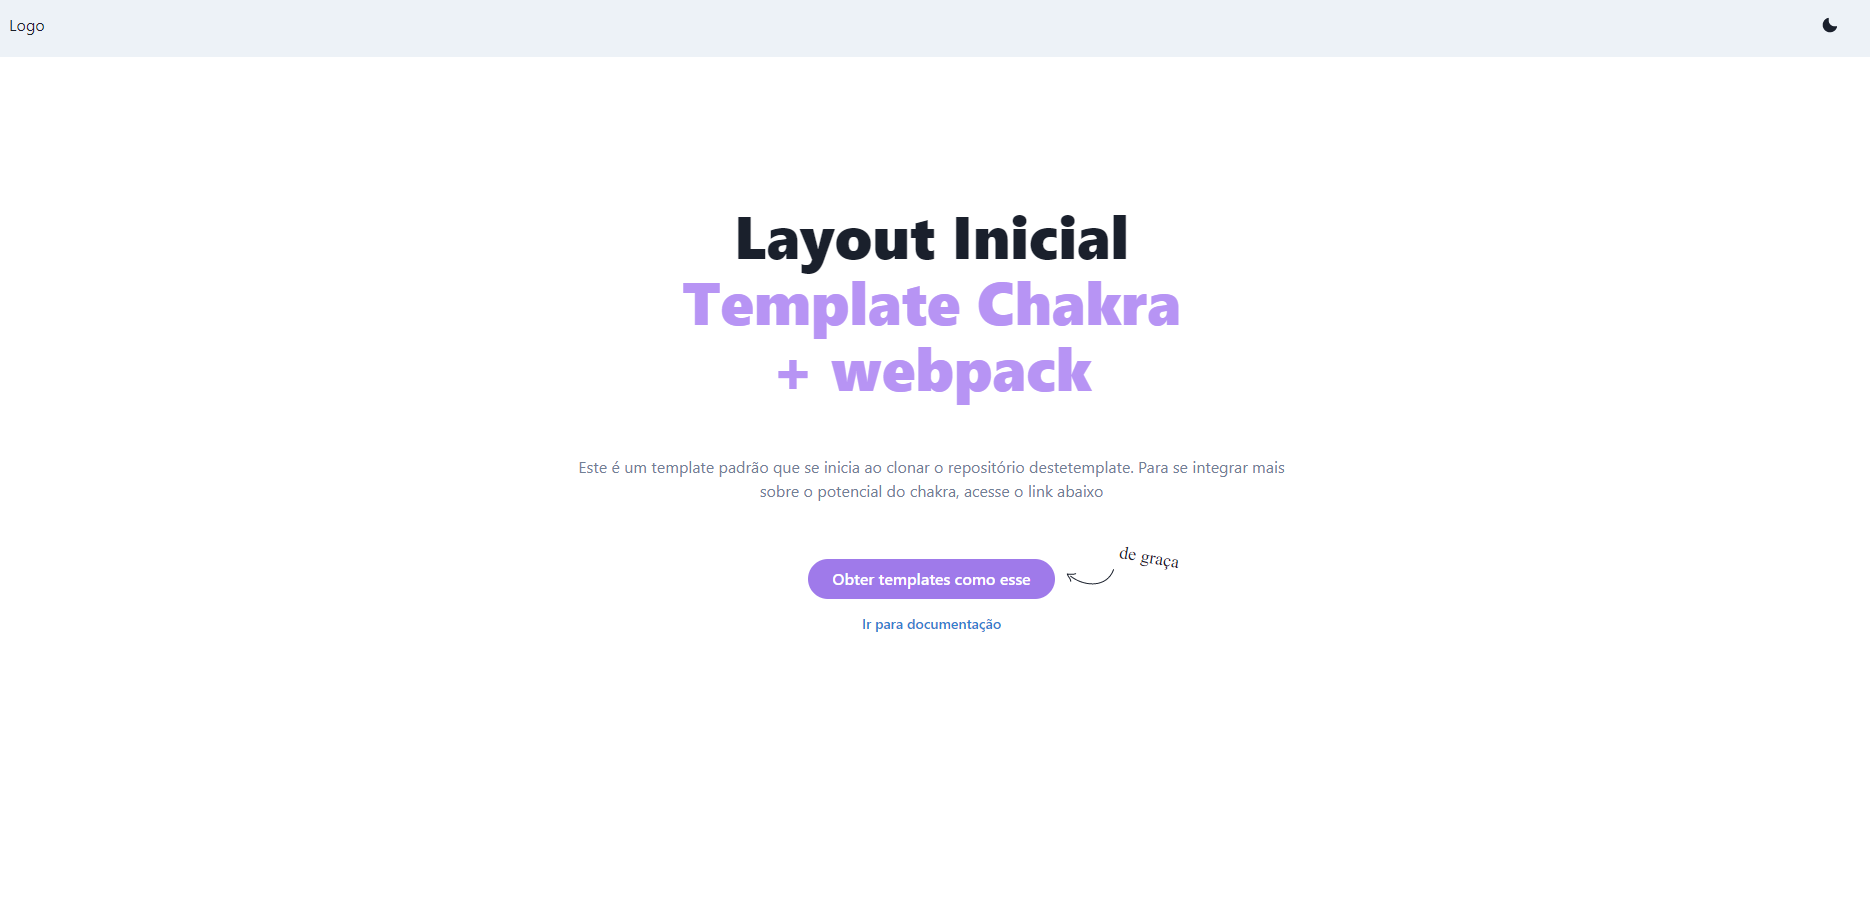 Logo
Layout Inicial
Template Chakra
+ webpack
Este é um template padrão que se inicia ao clonar o repositório destetemplate. Para se integrar mais
sobre o potencial do chakra, acesse o link abaixo
de graça
Obter templates como esse
Ir para documentação